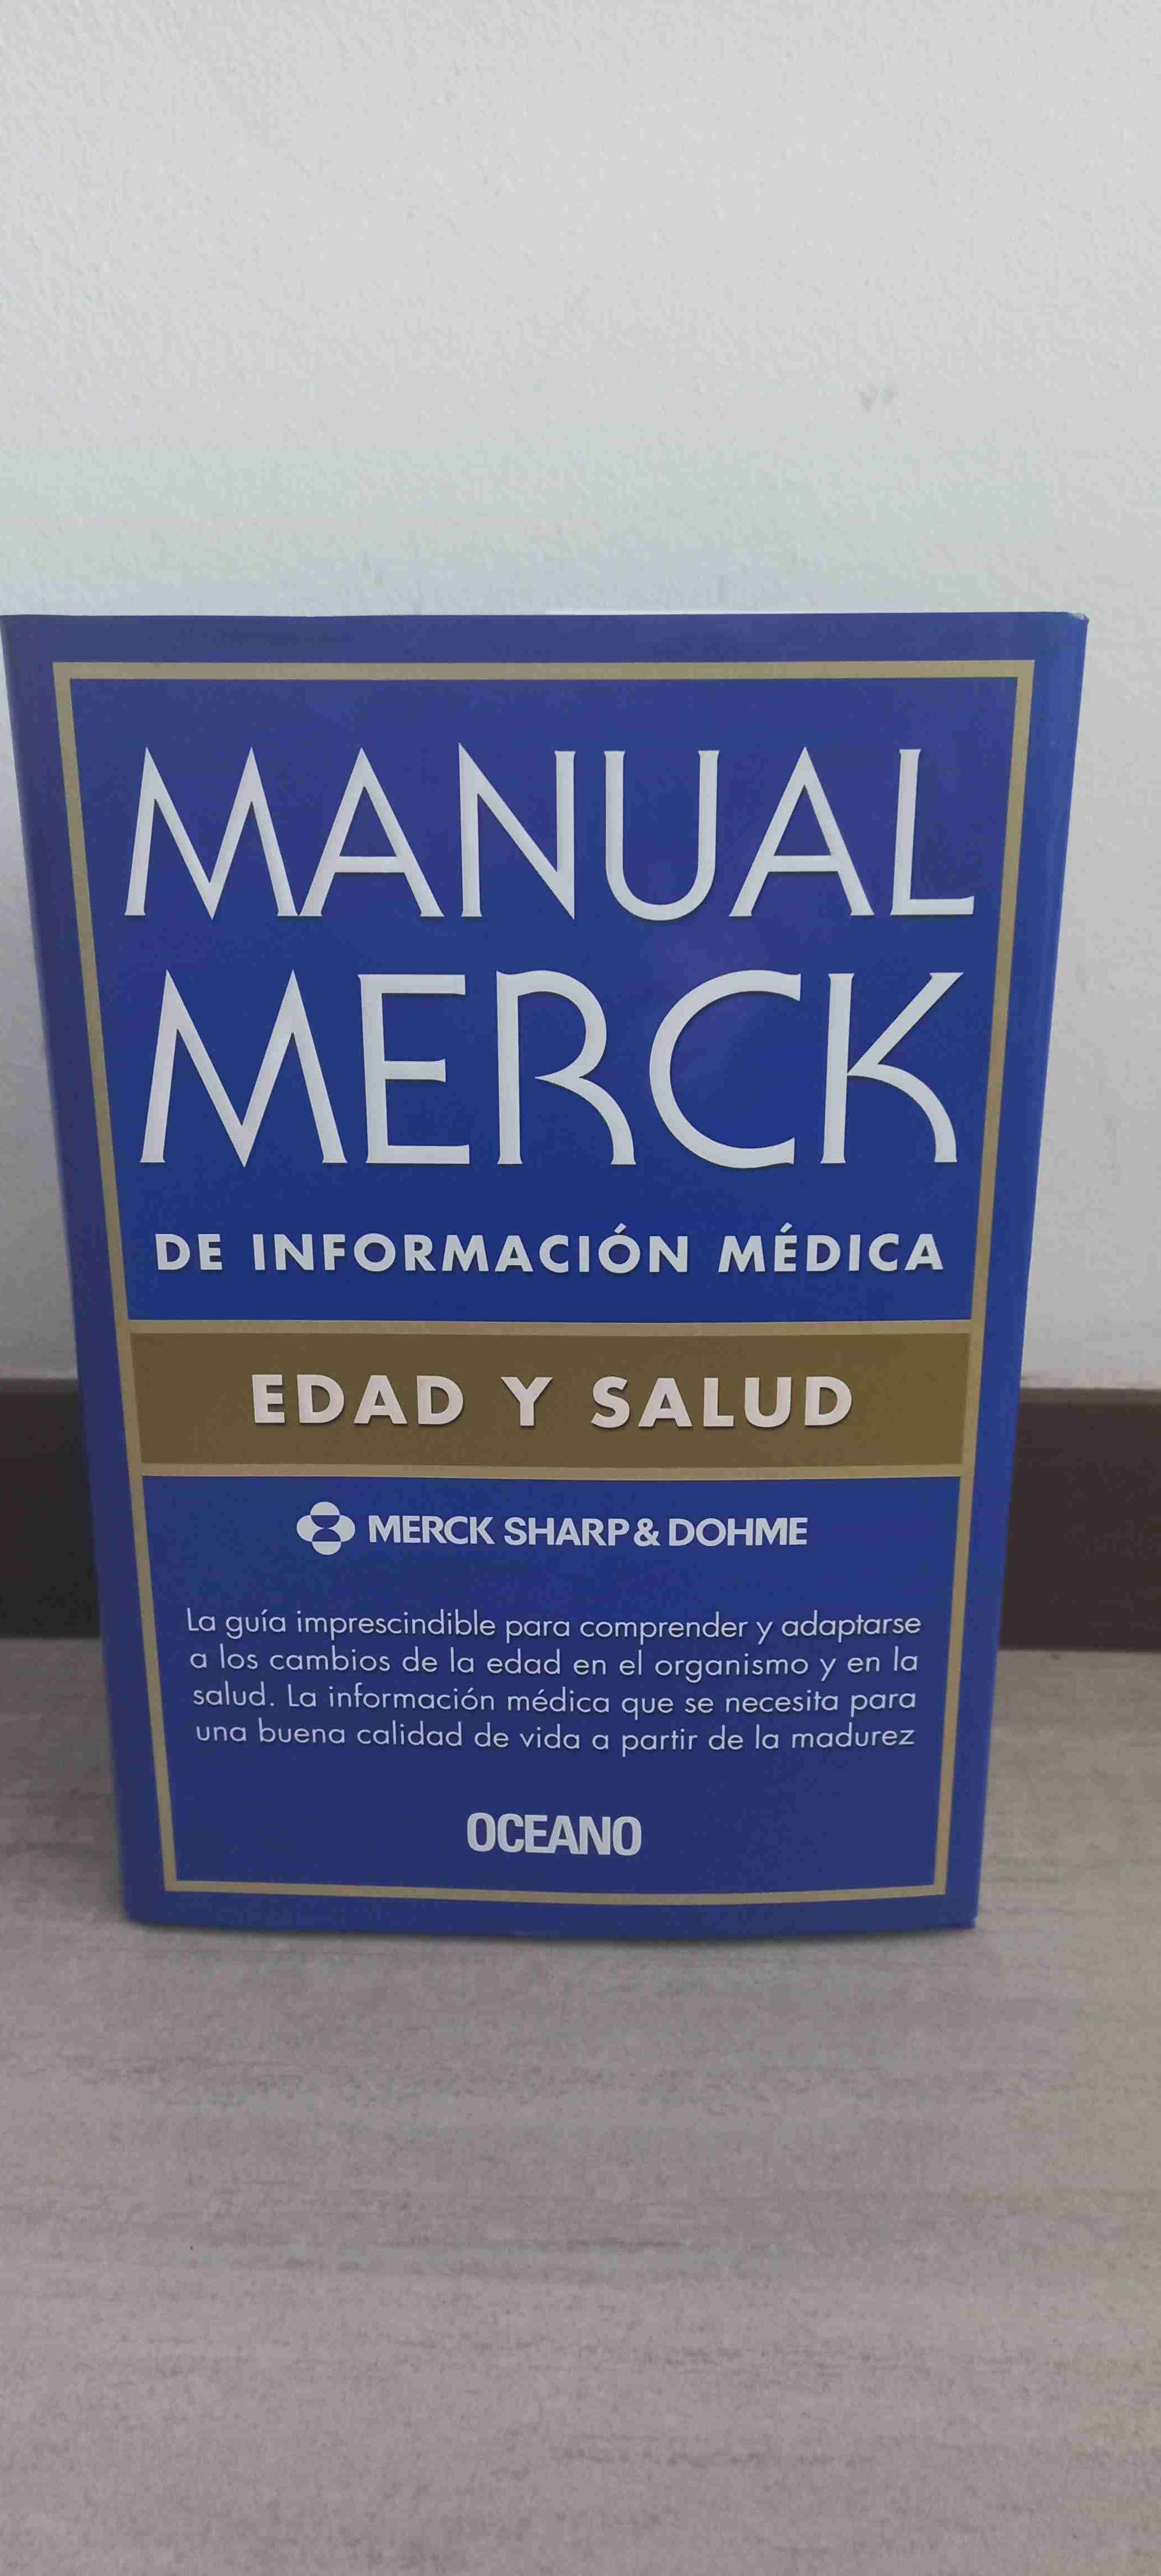 MANUAL
MERCK
DE INFORMACIÓN MÉDICA
EDAD Y SALUD
MERCK SHARP & DOHME
La guía imprescindible para comprender y adaptarse
a los cambios de la edad en el organismo y en la
salud. La información médica que se necesita para
una buena calidad de vida a partir de la madurez
OCEANO